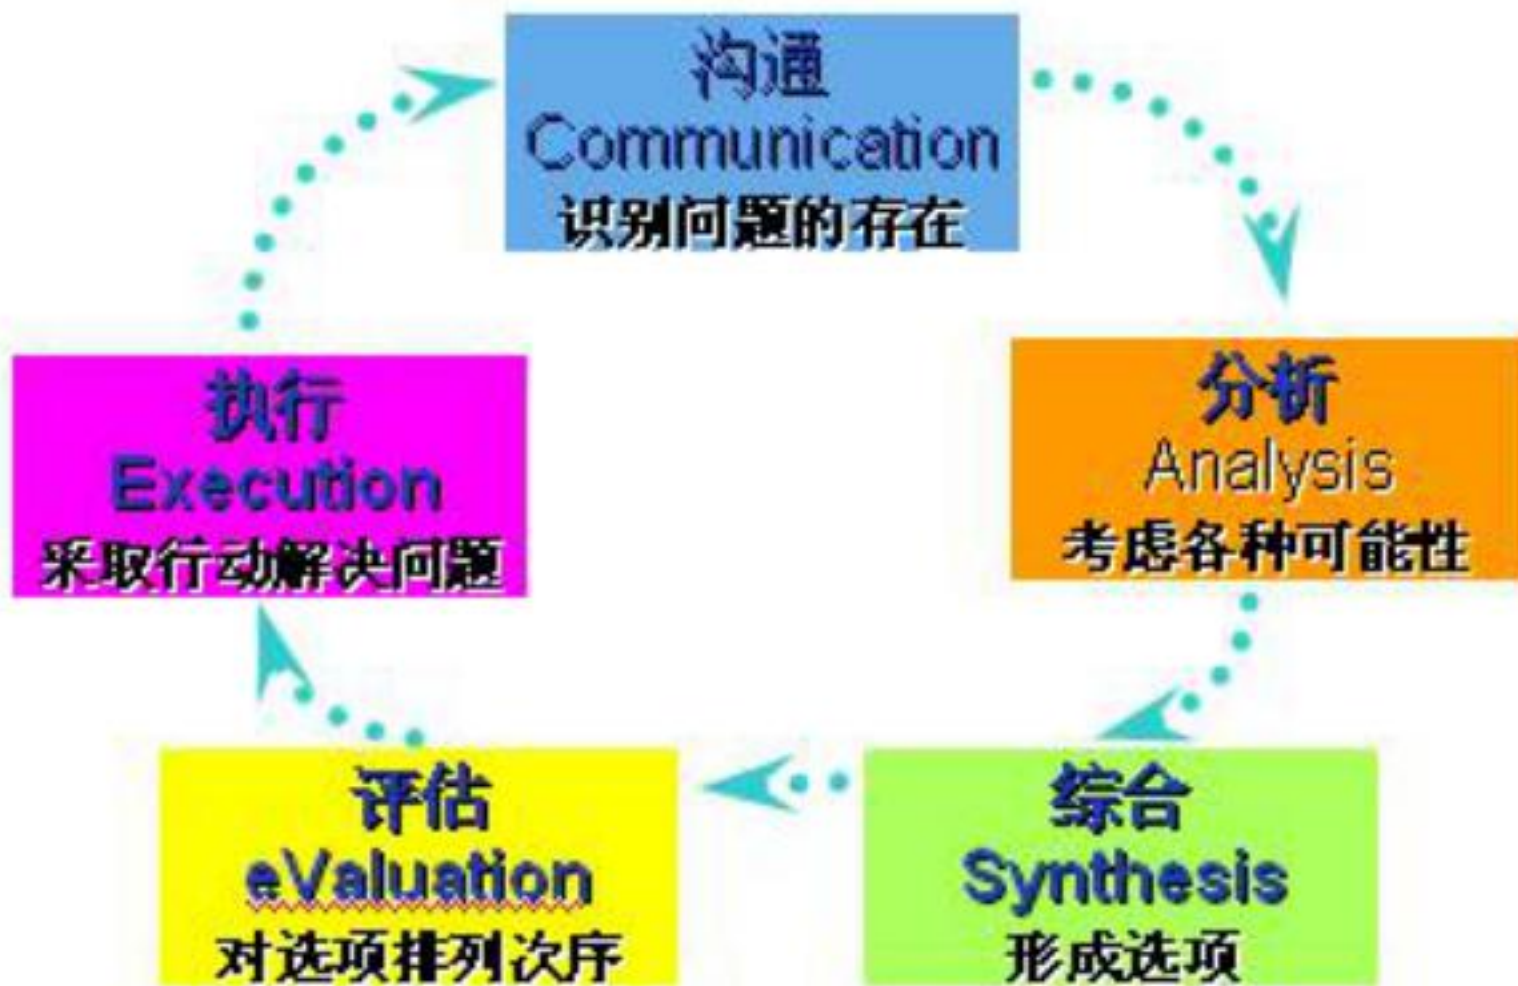 沟通
Communication
识别问题的存在
分析
Analysis
考虑各种可能性
综合
Synthesis
形成选项
评估
eValuation
对选项排列次序
执行
Execution
采取行动解决问题